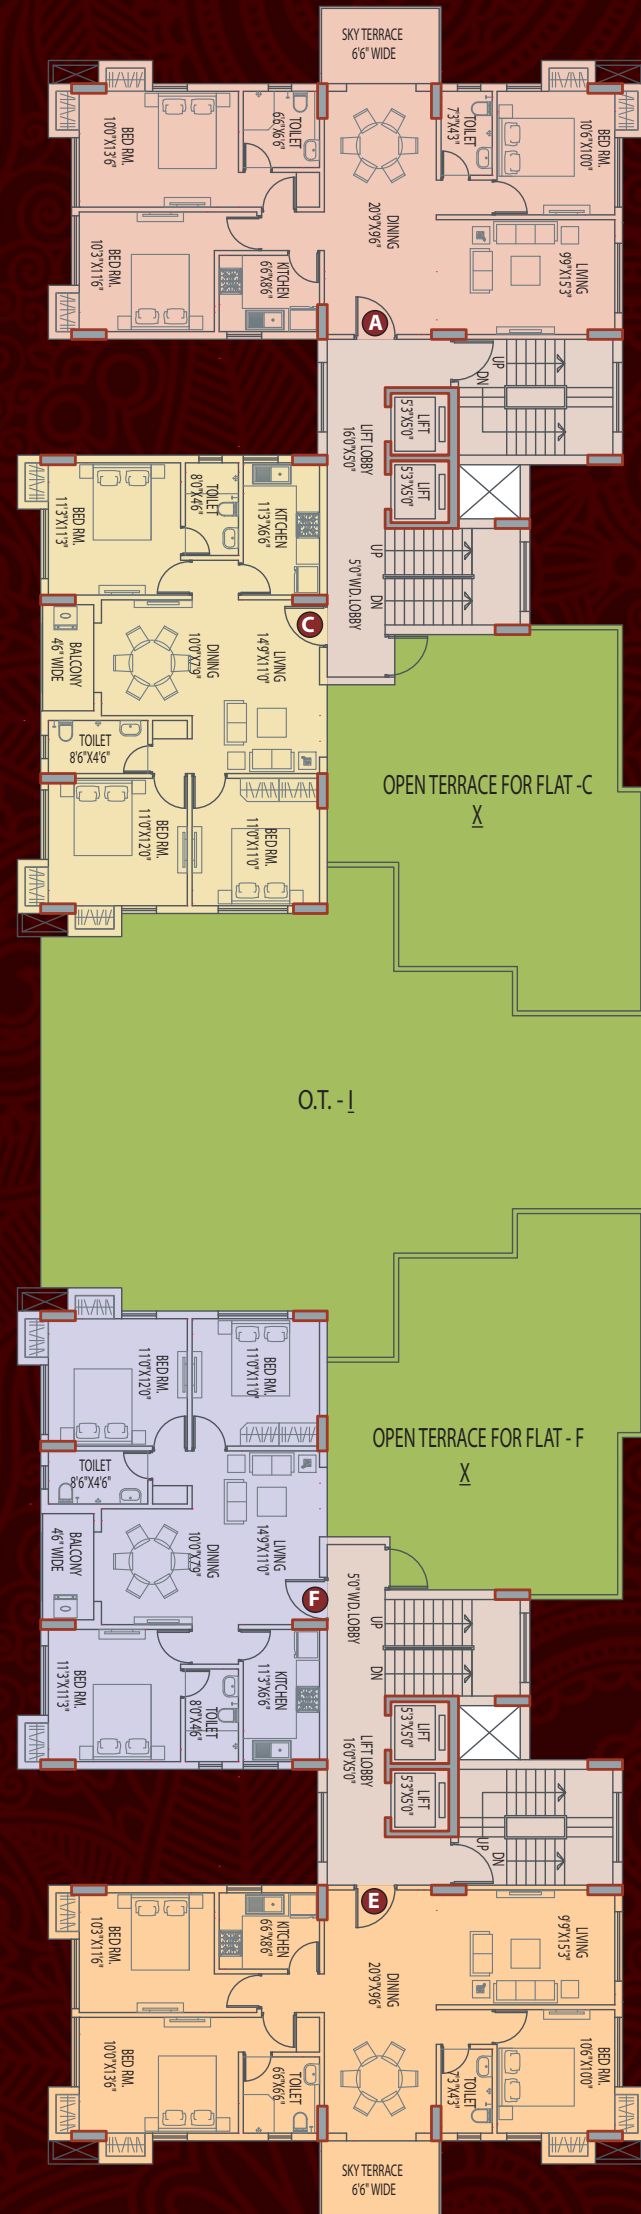 SKY TERRACE
6'6" WIDE
BED RM.
10'0"X13'6"
TOILET
6'6"X6'6"
DINING
20'9"X9'6"
TOILET
7'3"X4'3"
BED RM.
10'6"X10'0"
BED RM.
10'3"X11'6"
KITCHEN
6'6"X8'6"
LIVING
9'9"X15'3"
A
UP
DN
LIFT
5'3"X5'0"
LIFT LOBBY
16'0"X5'0"
LIFT
5'3"X5'0"
BED RM.
11'3"X11'3"
TOILET
8'0"X4'6"
KITCHEN
11'3"X6'6"
UP
DN
5'0"WD. LOBBY
C
BALCONY
4'6" WIDE
DINING
10'0"X7'9"
LIVING
14'9"X11'0"
TOILET
8'6"X4'6"
BED RM.
11'0"X12'0"
BED RM.
11'0"X11'0"
OPEN TERRACE FOR FLAT -C
X
O.T. - I
BED RM.
11'0"X12'0"
BED RM.
11'0"X11'0"
OPEN TERRACE FOR FLAT - F
X
TOILET
8'6"X4'6"
BALCONY
4'6" WIDE
DINING
10'0"X7'9"
LIVING
14'9"X11'0"
F
5'0"WD. LOBBY
UP
DN
BED RM.
11'3"X11'3"
TOILET
8'0"X4'6"
KITCHEN
11'3"X6'6"
LIFT
5'3"X5'0"
LIFT LOBBY
16'0"X5'0"
LIFT
5'3"X5'0"
UP
DN
E
BED RM.
10'3"X11'6"
KITCHEN
6'6"X8'6"
LIVING
9'9"X15'3"
DINING
20'9"X9'6"
BED RM.
10'0"X13'6"
TOILET
6'6"X6'6"
TOILET
7'3"X4'3"
BED RM.
10'6"X10'0"
SKY TERRACE
6'6" WIDE